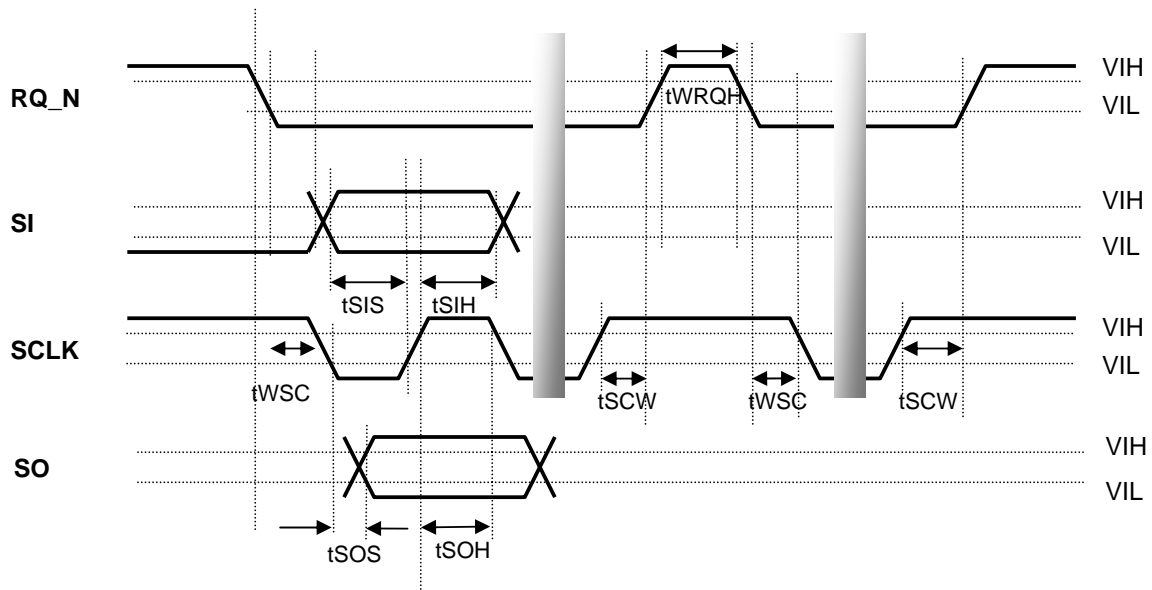 RQ_N
tWRQH
VIH
VIL
SI
VIH
VIL
tSIS
tSIH
SCLK
VIH
VIL
tWSC
tSCW
tWSC
tSCW
SO
VIH
VIL
tSOS
tSOH